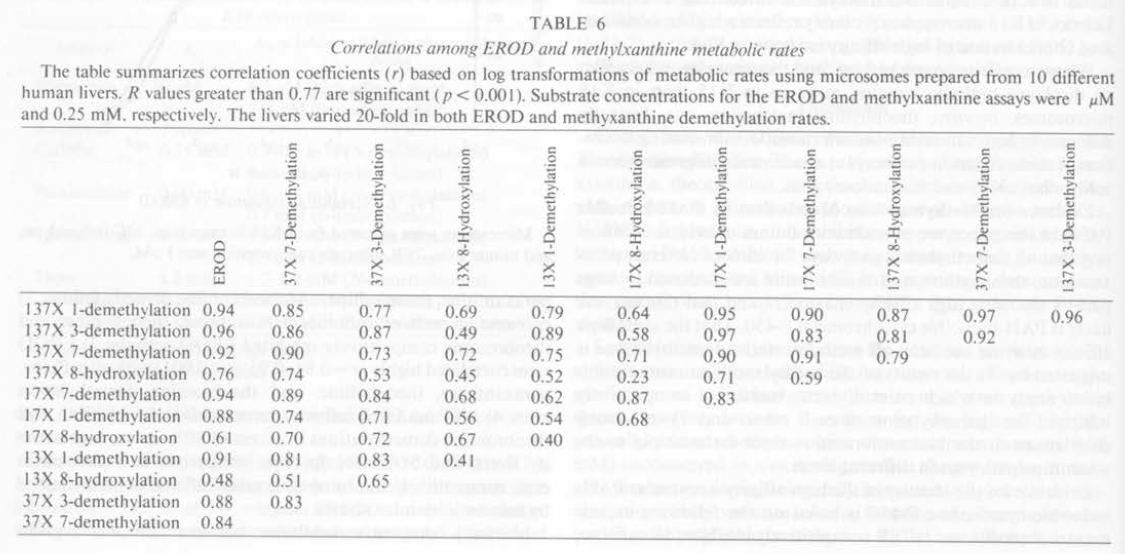 TABLE 6
Correlations among EROD and methylxanthine metabolic rates
The table summarizes correlation coefficients (r) based on log transformations of metabolic rates using microsomes prepared from 10 different
human livers. R values greater than 0.77 are significant (p < 0.001). Substrate concentrations for the EROD and methylxanthine assays were 1 μM
and 0.25 mM, respectively. The livers varied 20-fold in both EROD and methyxanthine demethylation rates.
EROD
37X 7-Demethylation
37X 3-Demethylation
13X 8-Hydroxylation
13X 1-Demethylation
17X 8-Hydroxylation
17X 1-Demethylation
17X 7-Demethylation
137X 8-Hydroxylation
137X 7-Demethylation
137X 3-Demethylation
137X 1-demethylation 0.94 0.85 0.77 0.69 0.79 0.64 0.95 0.90 0.87 0.97 0.96
137X 3-demethylation 0.96 0.86 0.87 0.49 0.89 0.82 0.81 0.92
137X 7-demethylation 0.92 0.90 0.73 0.72 0.75 0.71 0.90 0.91 0.79
137X 8-hydroxylation 0.76 0.74 0.53 0.45 0.52 0.23 0.71 0.59
17X 7-demethylation 0.94 0.89 0.84 0.68 0.62 0.87 0.83
17X 1-demethylation 0.88 0.74 0.71 0.56 0.54 0.68
17X 8-hydroxylation 0.61 0.70 0.72 0.67 0.40
13X 1-demethylation 0.91 0.81 0.83 0.41
13X 8-hydroxylation 0.48 0.51 0.65
37X 3-demethylation 0.88 0.83
37X 7-demethylation 0.84